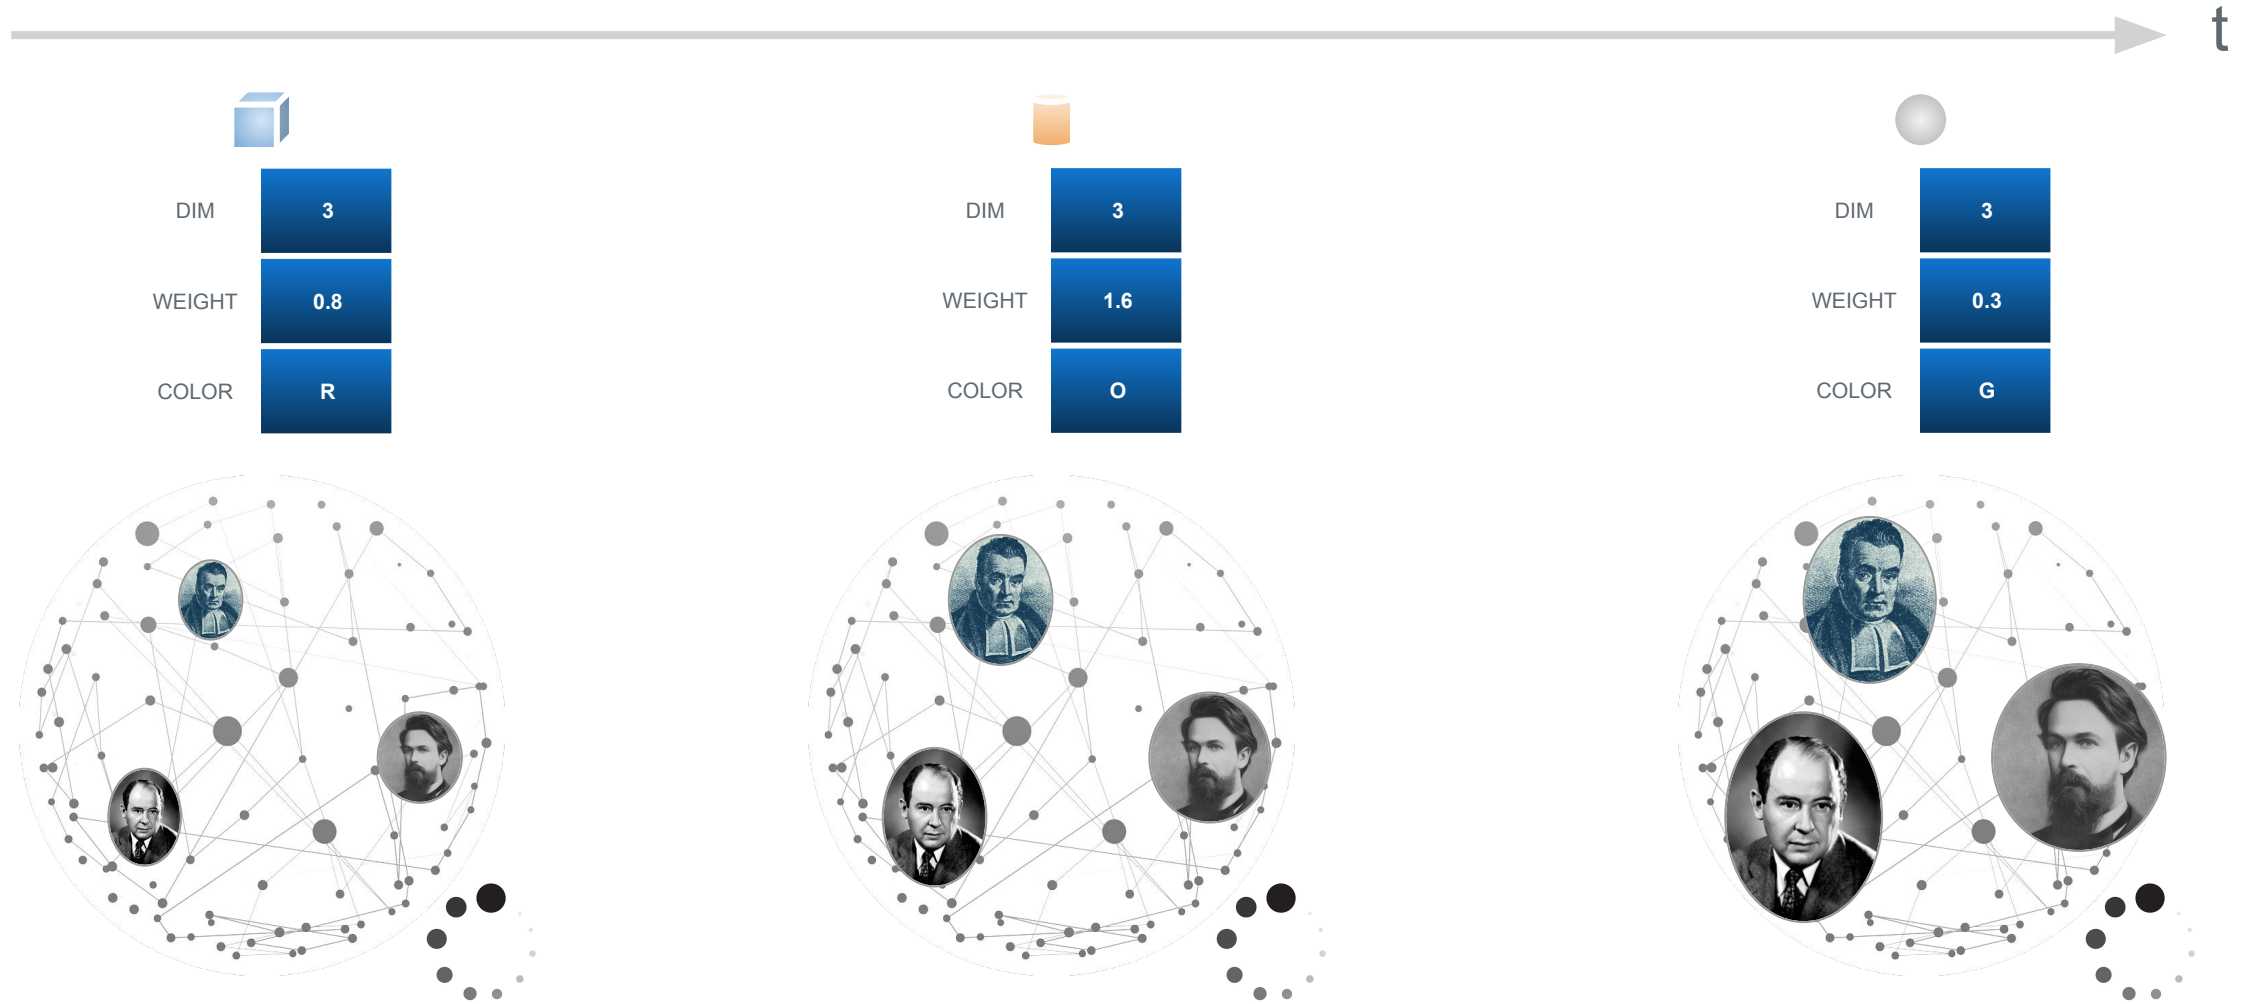 t
DIM 3
WEIGHT 0.8
COLOR R
DIM 3
WEIGHT 1.6
COLOR O
DIM 3
WEIGHT 0.3
COLOR G